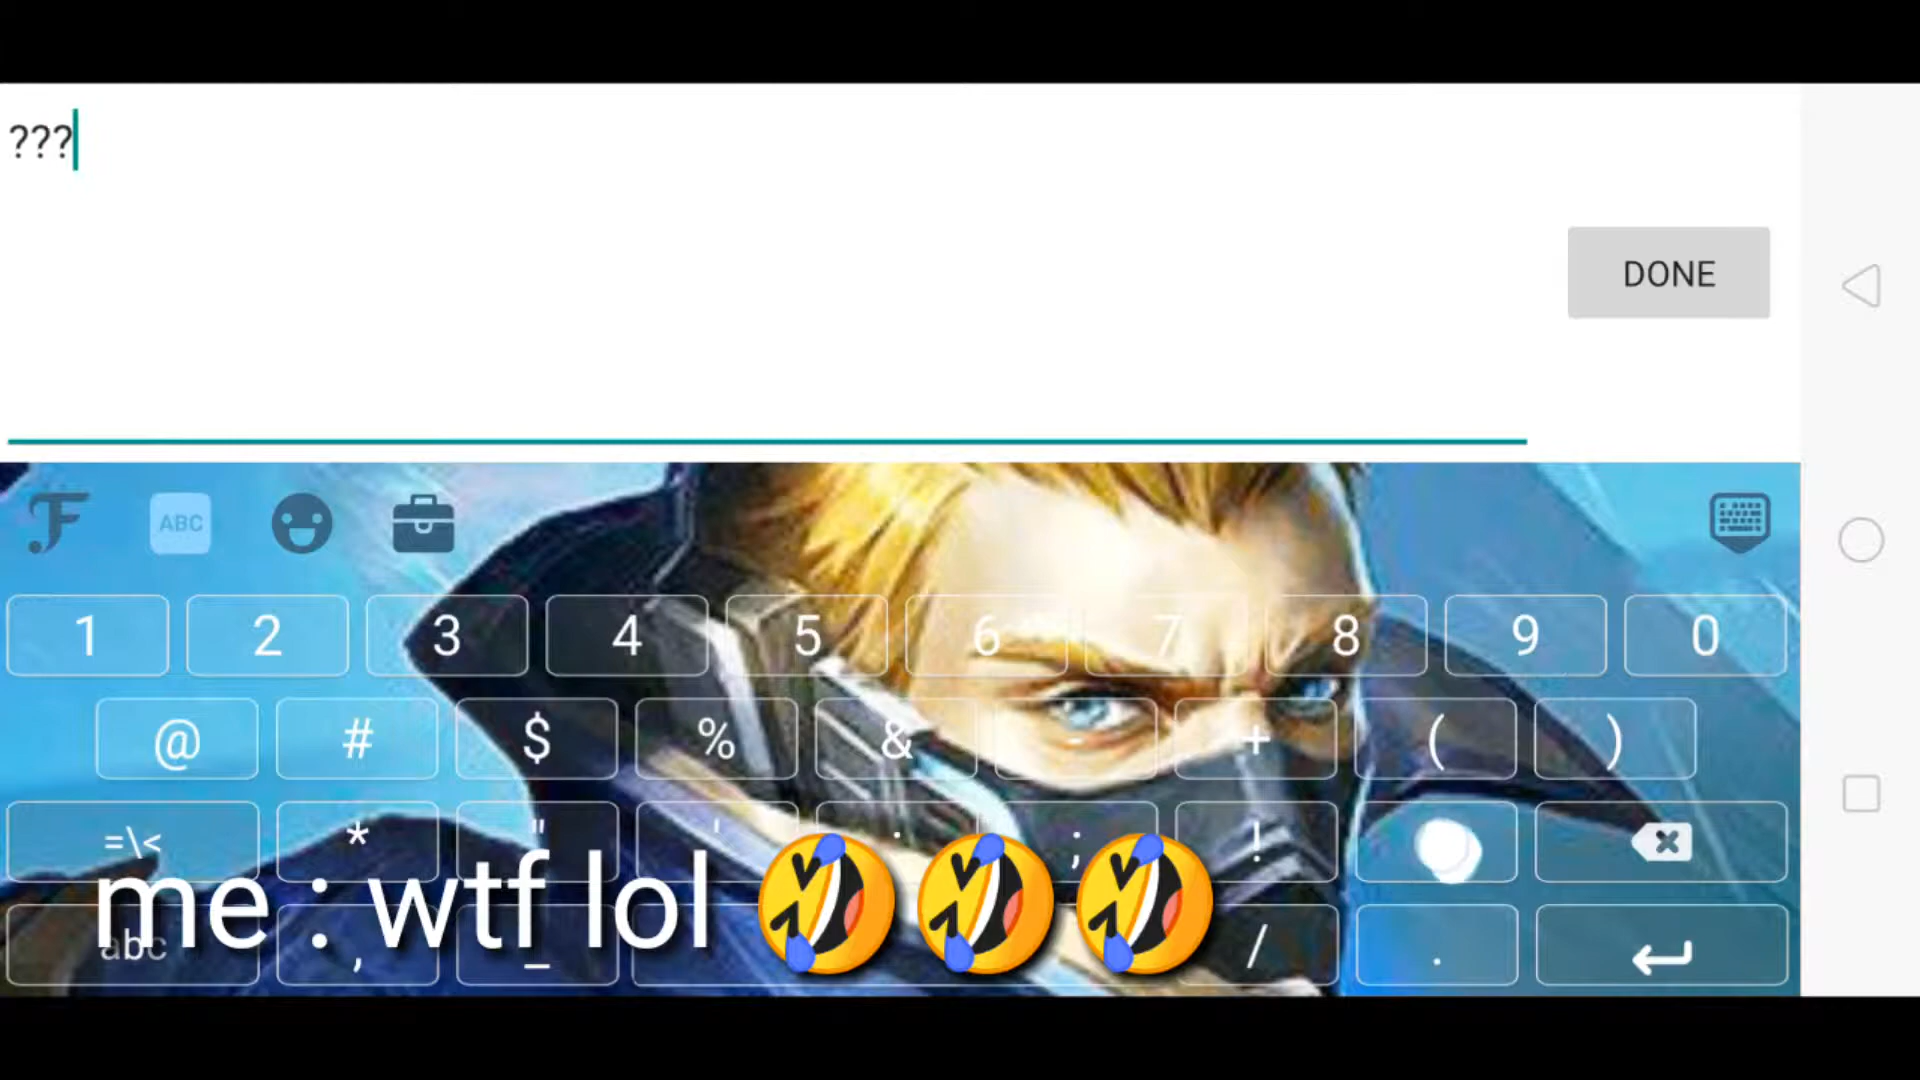 ???
DONE
ABC
1 2 3 4 5 6 7 8 9 0
@ # $ % & - + ( )
=\< * " ' : ; !
me : wtf lol 🤣🤣🤣
abc , _ / .